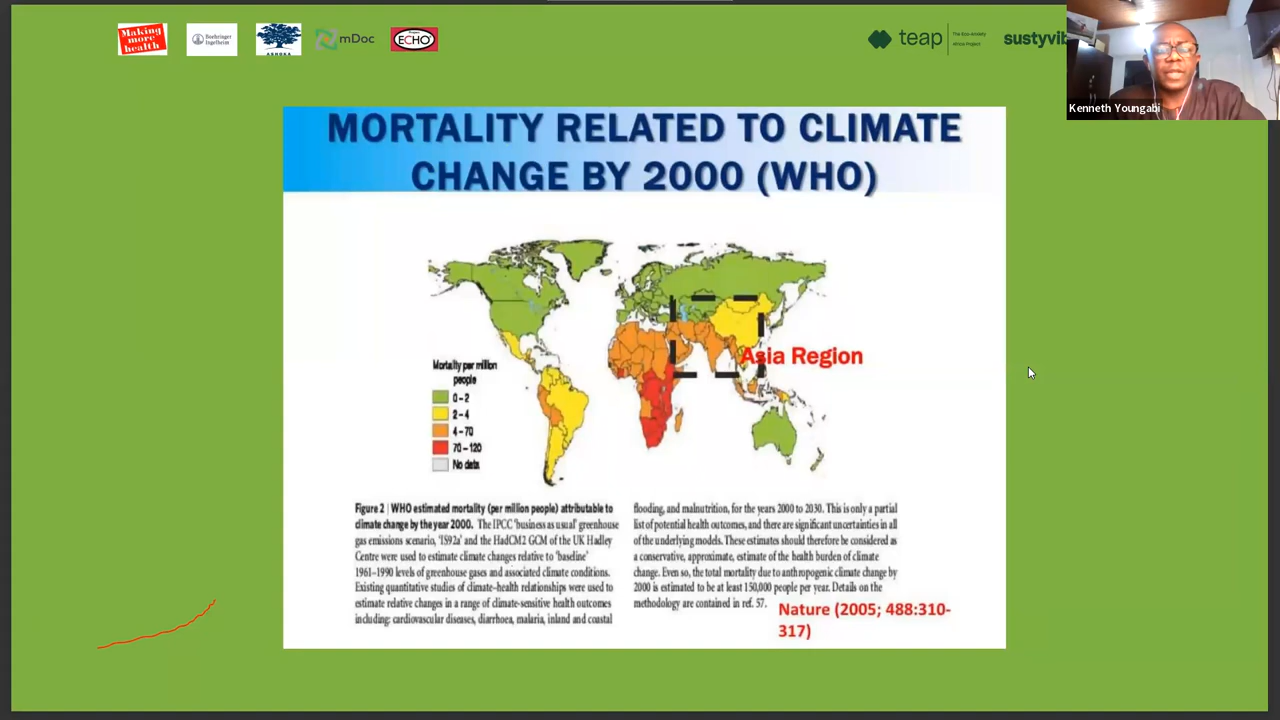 Making
more
health
Boehringer
Ingelheim
ASHOKA
mDoc
Project
ECHO
teap
The Eco-Anxiety
Africa Project
sustyvib
Kenneth Youngabi
MORTALITY RELATED TO CLIMATE
CHANGE BY 2000 (WHO)
Asia Region
Mortality per million
people
0–2
2–4
4–70
70–120
No data
Figure 2 | WHO estimated mortality (per million people) attributable to
climate change by the year 2000. The IPCC 'business as usual' greenhouse
gas emissions scenario, 'IS92a' and the HadCM2 GCM of the UK Hadley
Centre were used to estimate climate changes relative to 'baseline'
1961–1990 levels of greenhouse gases and associated climate conditions.
Existing quantitative studies of climate–health relationships were used to
estimate relative changes in a range of climate-sensitive health outcomes
including: cardiovascular diseases, diarrhoea, malaria, inland and coastal
flooding, and malnutrition, for the years 2000 to 2030. This is only a partial
list of potential health outcomes, and there are significant uncertainties in all
of the underlying models. These estimates should therefore be considered as
a conservative, approximate, estimate of the health burden of climate
change. Even so, the total mortality due to anthropogenic climate change by
2000 is estimated to be at least 150,000 people per year. Details on the
methodology are contained in ref. 57.
Nature (2005; 488:310-
317)